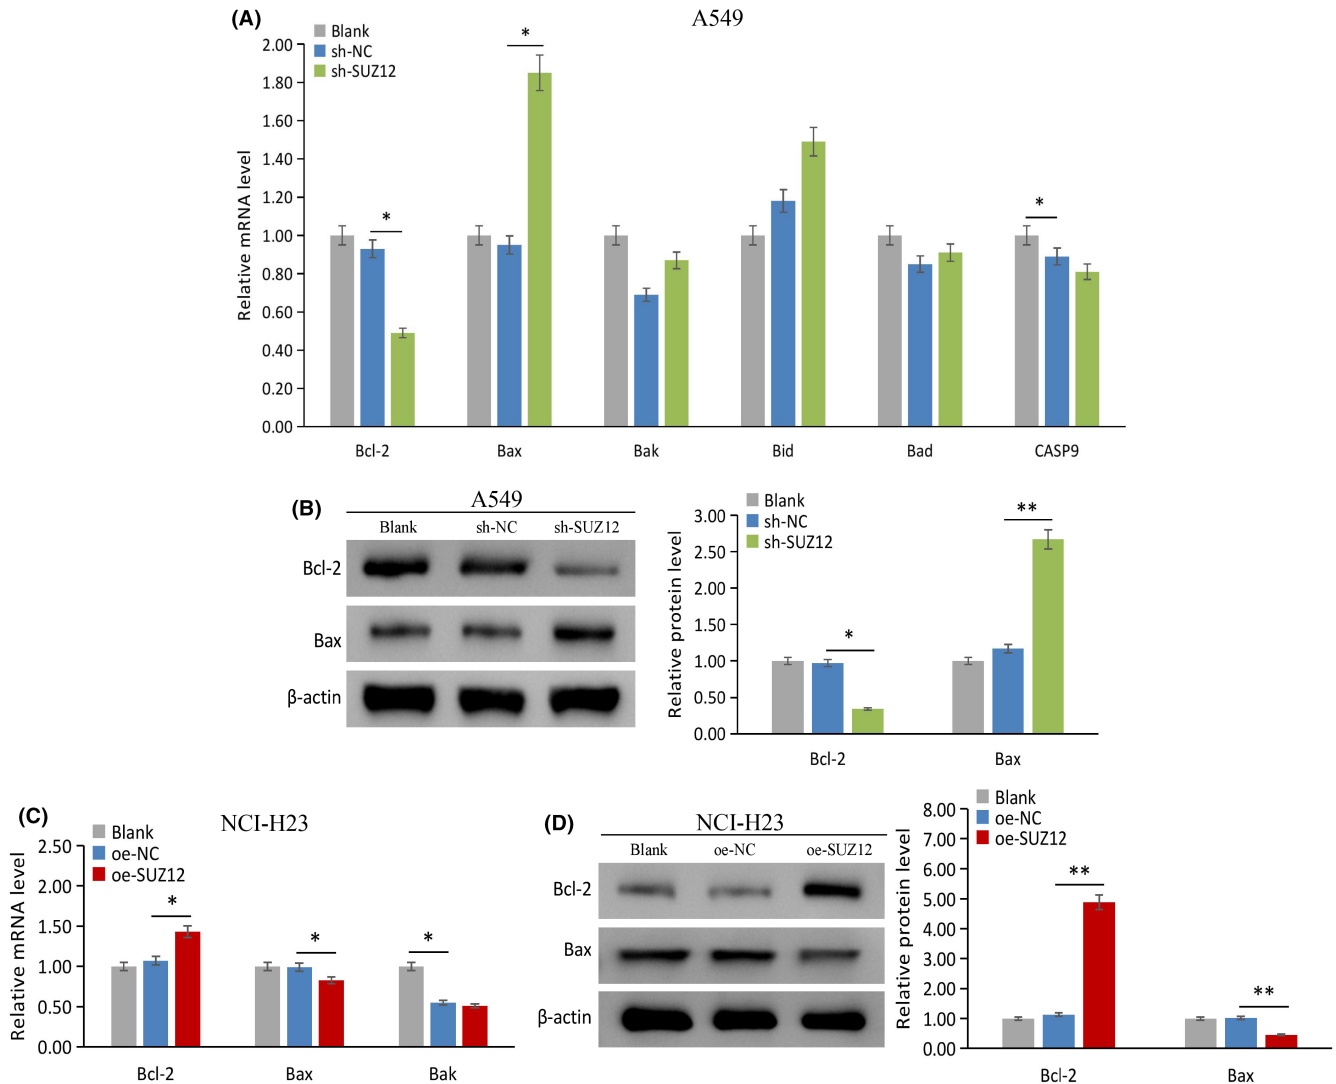 (A)
A549
Blank
sh-NC
sh-SUZ12
Relative mRNA level
2.00
1.80
1.60
1.40
1.20
1.00
0.80
0.60
0.40
0.20
0.00
*
*
*
Bcl-2 Bax Bak Bid Bad CASP9
(B)
A549
Blank sh-NC sh-SUZ12
Bcl-2
Bax
β-actin
Blank
sh-NC
sh-SUZ12
Relative protein level
3.00
2.50
2.00
1.50
1.00
0.50
0.00
*
**
Bcl-2 Bax
(C)
NCI-H23
Blank
oe-NC
oe-SUZ12
Relative mRNA level
2.50
2.00
1.50
1.00
0.50
0.00
*
*
*
Bcl-2 Bax Bak
(D)
NCI-H23
Blank oe-NC oe-SUZ12
Bcl-2
Bax
β-actin
Blank
oe-NC
oe-SUZ12
Relative protein level
8.00
7.00
6.00
5.00
4.00
3.00
2.00
1.00
0.00
**
**
Bcl-2 Bax